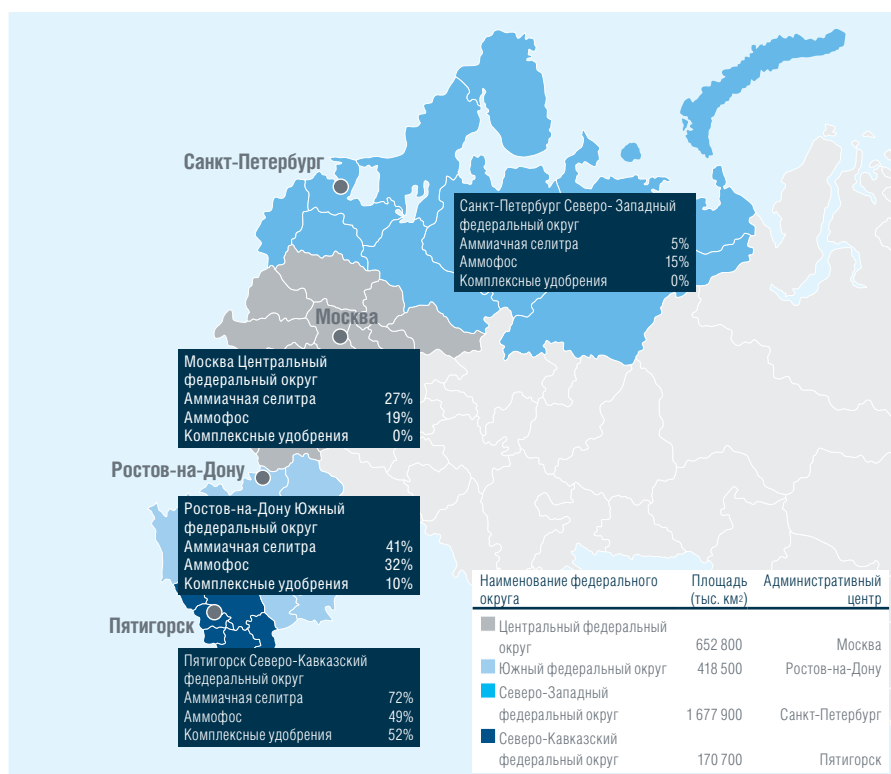 Санкт-Петербург
Санкт-Петербург Северо- Западный
федеральный округ
Аммиачная селитра 5%
Аммофос 15%
Комплексные удобрения 0%
Москва
Москва Центральный
федеральный округ
Аммиачная селитра 27%
Аммофос 19%
Комплексные удобрения 0%
Ростов-на-Дону
Ростов-на-Дону Южный
федеральный округ
Аммиачная селитра 41%
Аммофос 32%
Комплексные удобрения 10%
Пятигорск
Пятигорск Северо-Кавказский
федеральный округ
Аммиачная селитра 72%
Аммофос 49%
Комплексные удобрения 52%
Наименование федерального Площадь Административный
округа (тыс. км2) центр
Центральный федеральный
округ 652 800 Москва
Южный федеральный округ 418 500 Ростов-на-Дону
Северо-Западный
федеральный округ 1 677 900 Санкт-Петербург
Северо-Кавказский
федеральный округ 170 700 Пятигорск